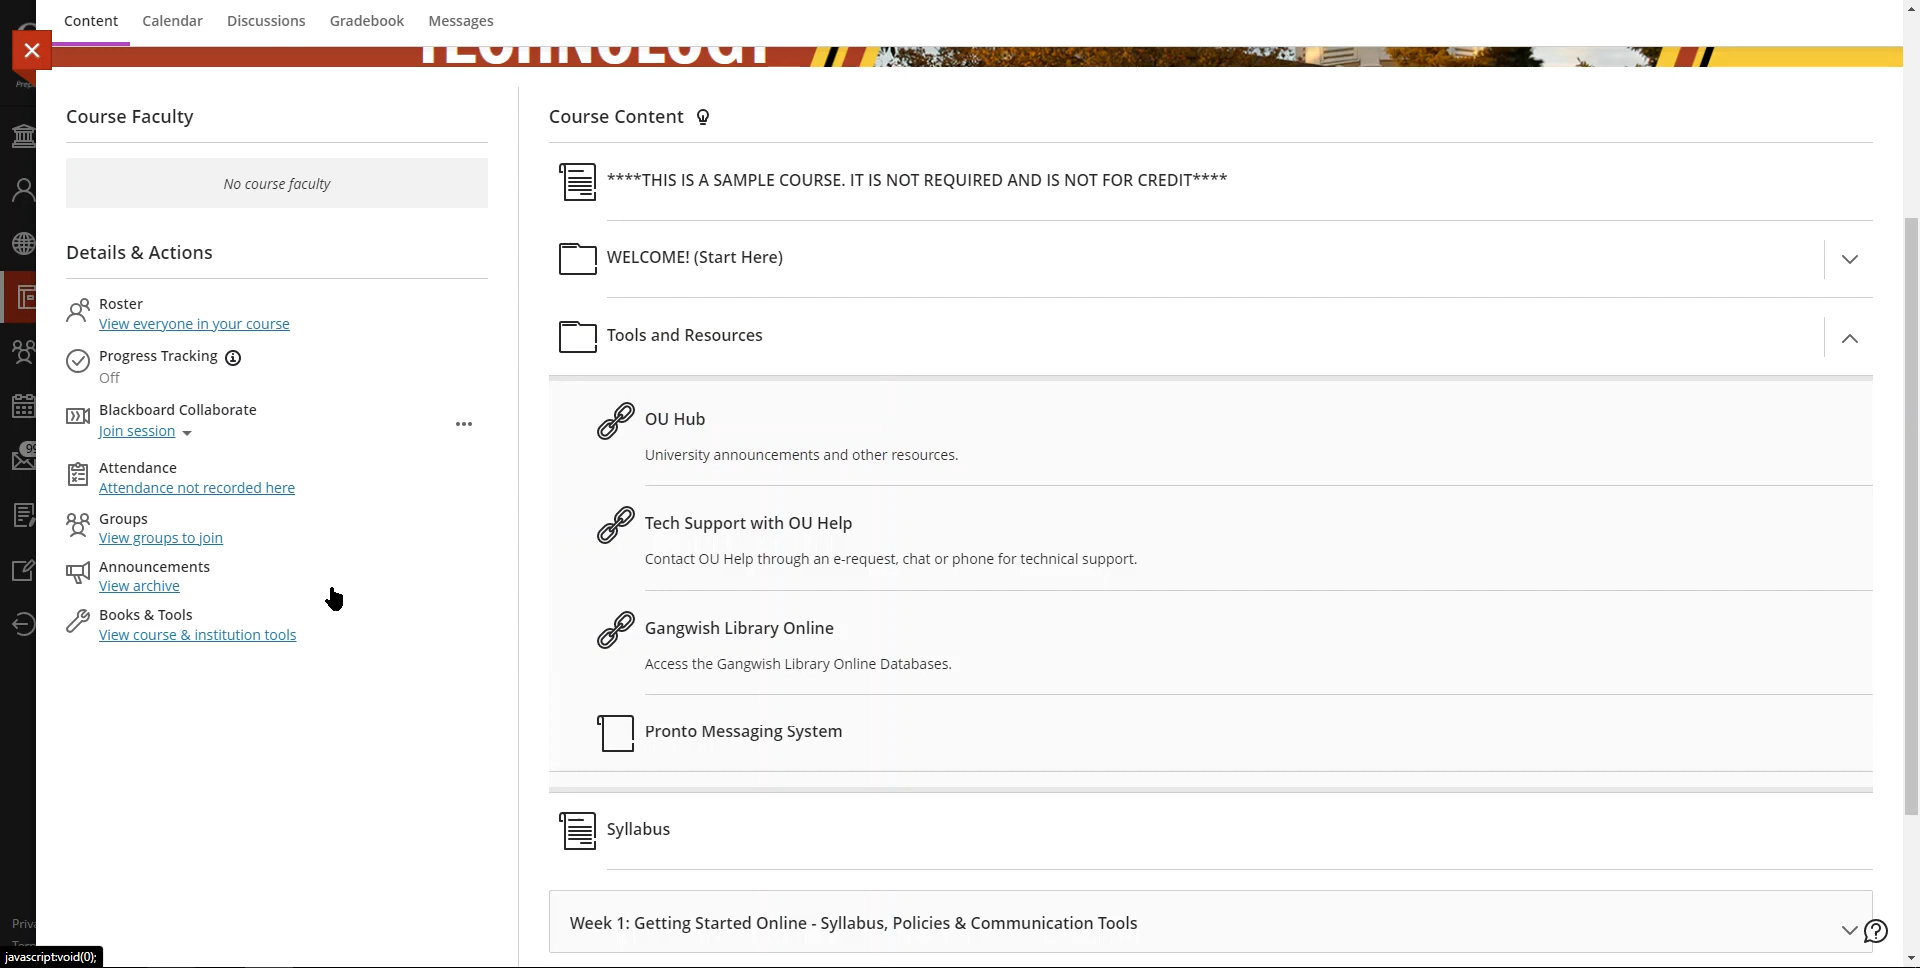 Content
Calendar
Discussions
Gradebook
Messages
TECHNOLOGY
Course Faculty
No course faculty
Details & Actions
Roster
View everyone in your course
Progress Tracking
Off
Blackboard Collaborate
Join session
Attendance
Attendance not recorded here
Groups
View groups to join
Announcements
View archive
Books & Tools
View course & institution tools
Course Content
****THIS IS A SAMPLE COURSE. IT IS NOT REQUIRED AND IS NOT FOR CREDIT****
WELCOME! (Start Here)
Tools and Resources
OU Hub
University announcements and other resources.
Tech Support with OU Help
Contact OU Help through an e-request, chat or phone for technical support.
Gangwish Library Online
Access the Gangwish Library Online Databases.
Pronto Messaging System
Syllabus
Week 1: Getting Started Online - Syllabus, Policies & Communication Tools
javascript:void(0);